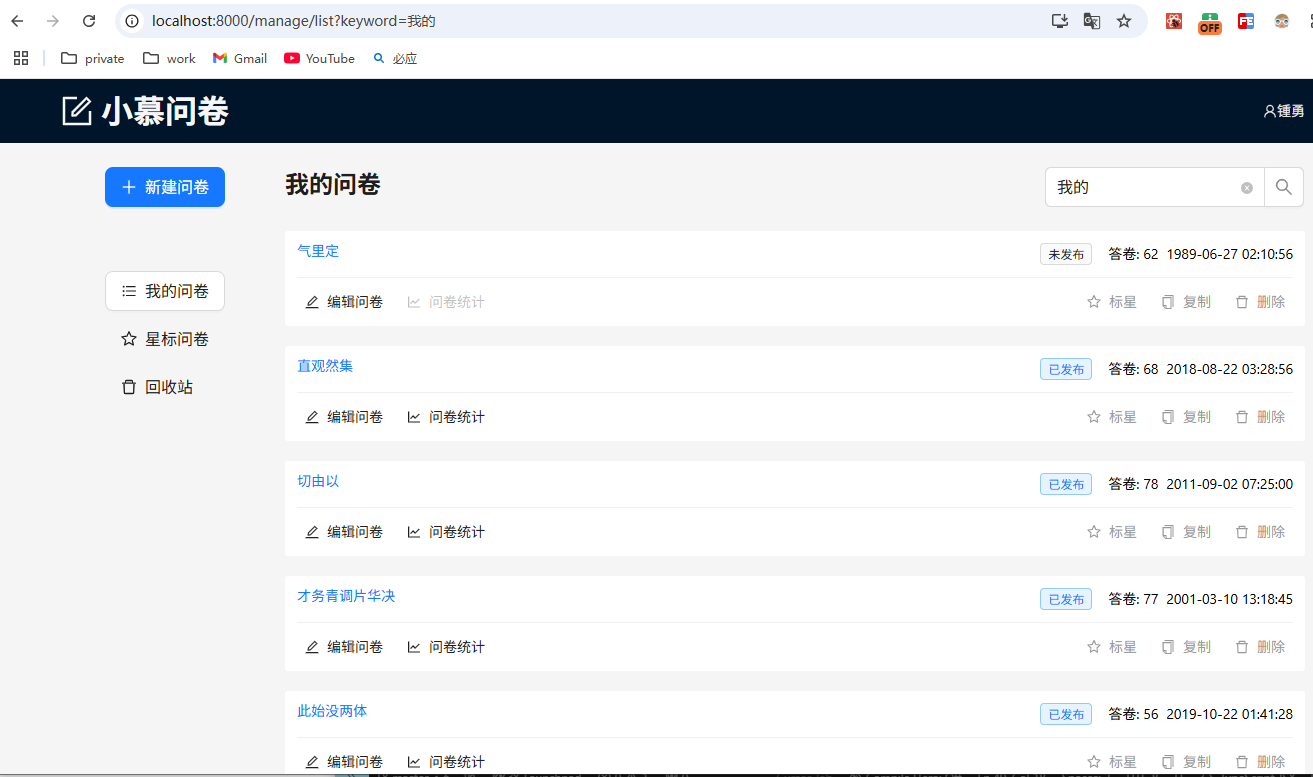 localhost:8000/manage/list?keyword=我的
OFF
private work Gmail YouTube 必应
小慕问卷 锺勇
新建问卷 我的问卷 我的
我的问卷
星标问卷
回收站
气里定 未发布 答卷: 62 1989-06-27 02:10:56
编辑问卷 问卷统计 标星 复制 删除
直观然集 已发布 答卷: 68 2018-08-22 03:28:56
编辑问卷 问卷统计 标星 复制 删除
切由以 已发布 答卷: 78 2011-09-02 07:25:00
编辑问卷 问卷统计 标星 复制 删除
才务青调片华决 已发布 答卷: 77 2001-03-10 13:18:45
编辑问卷 问卷统计 标星 复制 删除
此始没两体 已发布 答卷: 56 2019-10-22 01:41:28
编辑问卷 问卷统计 标星 复制 删除